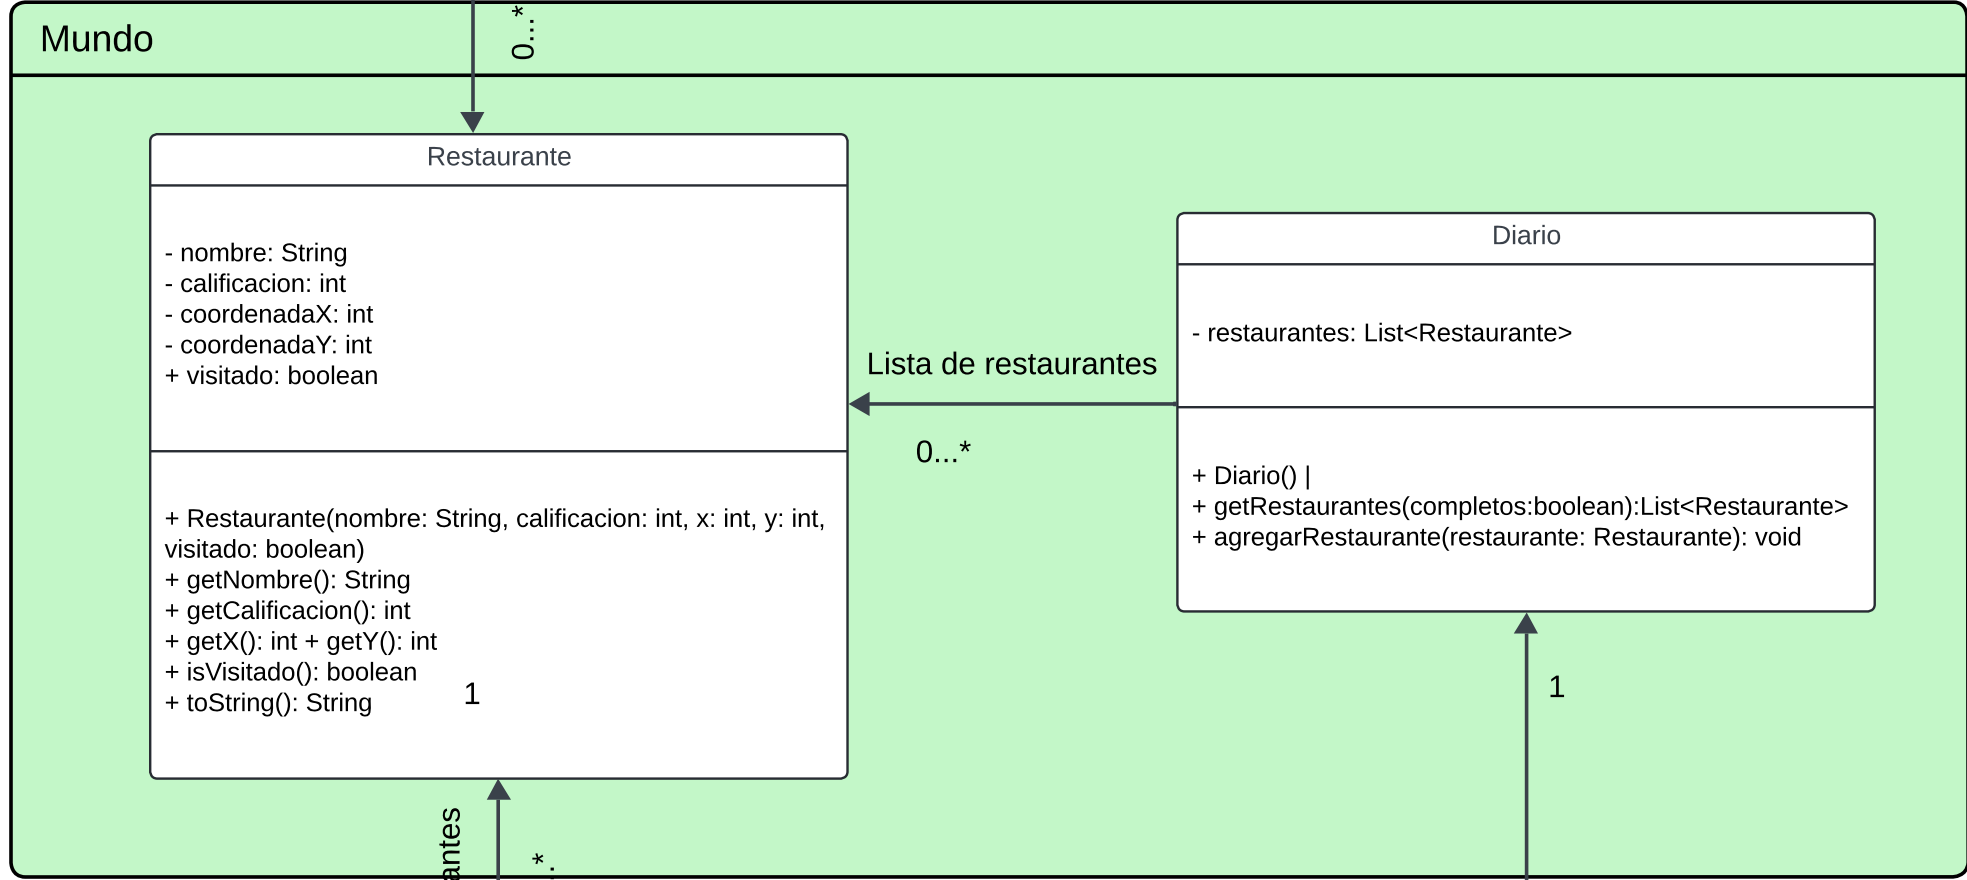 0...*
Mundo
Restaurante
- nombre: String
- calificacion: int
- coordenadaX: int
- coordenadaY: int
+ visitado: boolean
+ Restaurante(nombre: String, calificacion: int, x: int, y: int,
visitado: boolean)
+ getNombre(): String
+ getCalificacion(): int
+ getX(): int + getY(): int
+ isVisitado(): boolean
+ toString(): String
1
Lista de restaurantes
0...*
Diario
- restaurantes: List<Restaurante>
+ Diario() |
+ getRestaurantes(completos:boolean):List<Restaurante>
+ agregarRestaurante(restaurante: Restaurante): void
1